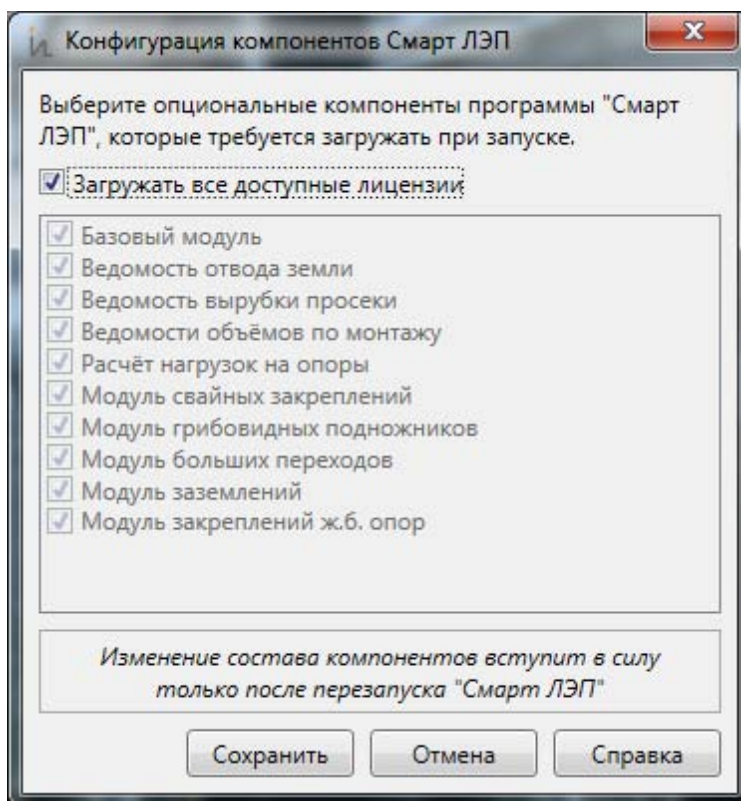 Конфигурация компонентов Смарт ЛЭП
Выберите опциональные компоненты программы "Смарт
ЛЭП", которые требуется загружать при запуске.
Загружать все доступные лицензии
Базовый модуль
Ведомость отвода земли
Ведомость вырубки просеки
Ведомости объёмов по монтажу
Расчёт нагрузок на опоры
Модуль свайных закреплений
Модуль грибовидных подножников
Модуль больших переходов
Модуль заземлений
Модуль закреплений ж.б. опор
Изменение состава компонентов вступит в силу
только после перезапуска "Смарт ЛЭП"
Сохранить
Отмена
Справка